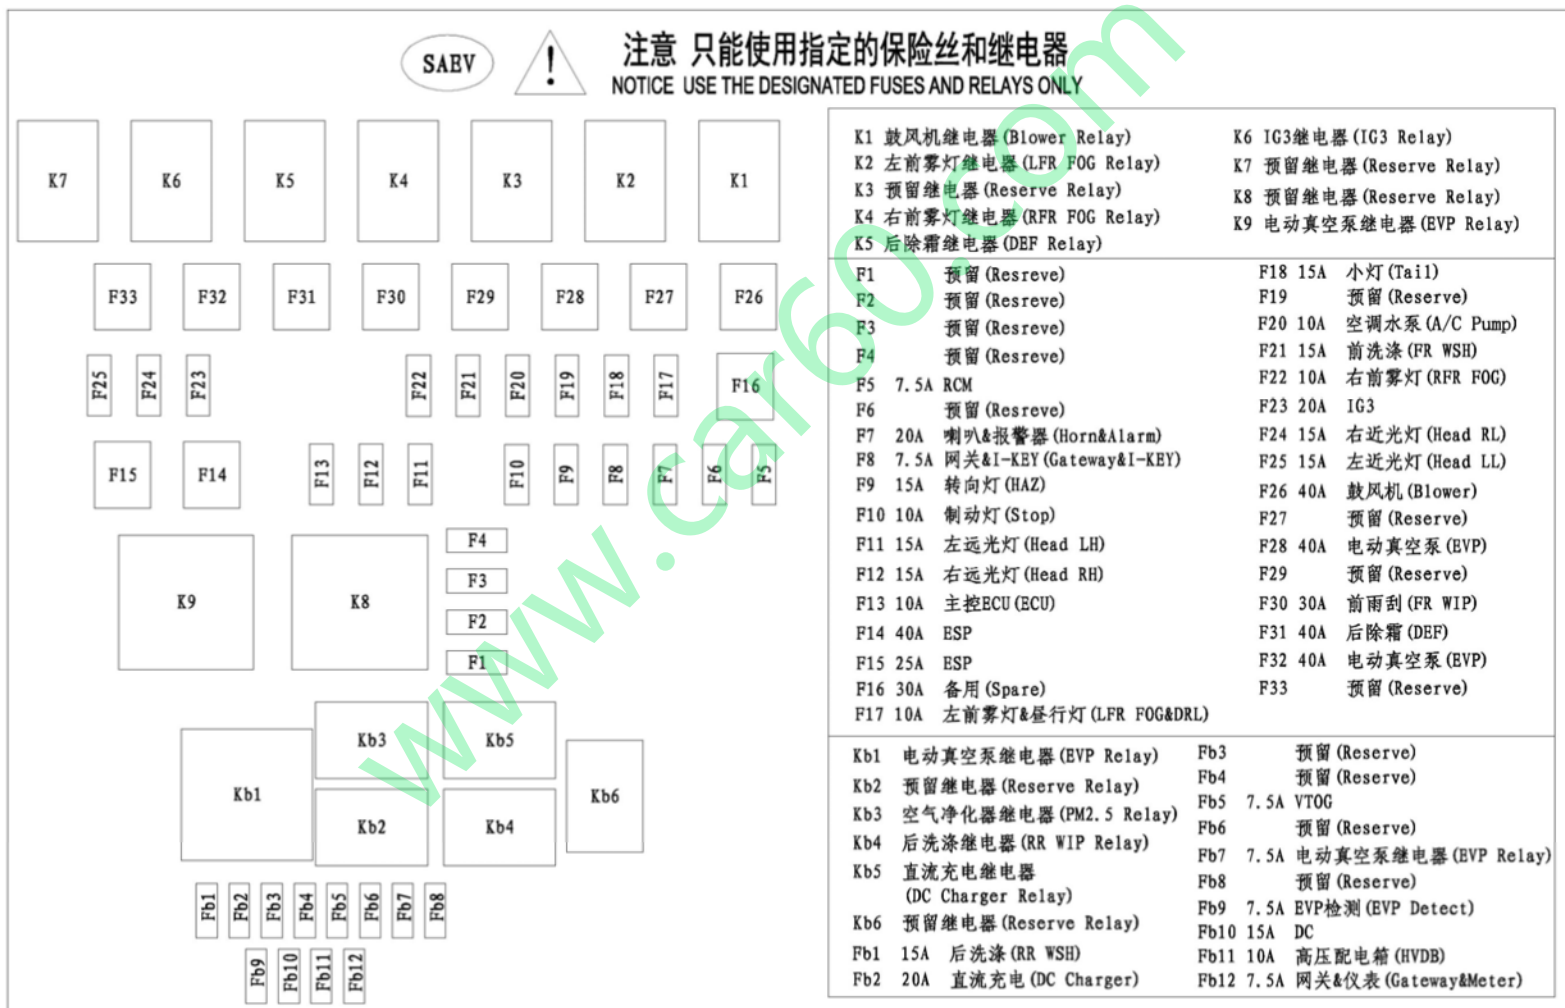 SAEV
!
注意 只能使用指定的保险丝和继电器
NOTICE USE THE DESIGNATED FUSES AND RELAYS ONLY
K7 K6 K5 K4 K3 K2 K1
F33 F32 F31 F30 F29 F28 F27 F26
F25 F24 F23 F22 F21 F20 F19 F18 F17 F16
F15 F14 F13 F12 F11 F10 F9 F8 F7 F6 F5
K9 K8
F4
F3
F2
F1
Kb3 Kb5
Kb1 Kb6
Kb2 Kb4
Fb1 Fb2 Fb3 Fb4 Fb5 Fb6 Fb7 Fb8
Fb9 Fb10 Fb11 Fb12
K1 鼓风机继电器(Blower Relay)
K2 左前雾灯继电器(LFR FOG Relay)
K3 预留继电器(Reserve Relay)
K4 右前雾灯继电器(RFR FOG Relay)
K5 后除霜继电器(DEF Relay)
K6 IG3继电器(IG3 Relay)
K7 预留继电器(Reserve Relay)
K8 预留继电器(Reserve Relay)
K9 电动真空泵继电器(EVP Relay)
F1 预留(Resreve)
F2 预留(Resreve)
F3 预留(Resreve)
F4 预留(Resreve)
F5 7.5A RCM
F6 预留(Resreve)
F7 20A 喇叭&报警器(Horn&Alarm)
F8 7.5A 网关&I-KEY(Gateway&I-KEY)
F9 15A 转向灯(HAZ)
F10 10A 制动灯(Stop)
F11 15A 左远光灯(Head LH)
F12 15A 右远光灯(Head RH)
F13 10A 主控ECU(ECU)
F14 40A ESP
F15 25A ESP
F16 30A 备用(Spare)
F17 10A 左前雾灯&昼行灯(LFR FOG&DRL)
F18 15A 小灯(Tail)
F19 预留(Reserve)
F20 10A 空调水泵(A/C Pump)
F21 15A 前洗涤(FR WSH)
F22 10A 右前雾灯(RFR FOG)
F23 20A IG3
F24 15A 右近光灯(Head RL)
F25 15A 左近光灯(Head LL)
F26 40A 鼓风机(Blower)
F27 预留(Reserve)
F28 40A 电动真空泵(EVP)
F29 预留(Reserve)
F30 30A 前雨刮(FR WIP)
F31 40A 后除霜(DEF)
F32 40A 电动真空泵(EVP)
F33 预留(Reserve)
Kb1 电动真空泵继电器(EVP Relay)
Kb2 预留继电器(Reserve Relay)
Kb3 空气净化器继电器(PM2.5 Relay)
Kb4 后洗涤继电器(RR WIP Relay)
Kb5 直流充电继电器
(DC Charger Relay)
Kb6 预留继电器(Reserve Relay)
Fb1 15A 后洗涤(RR WSH)
Fb2 20A 直流充电(DC Charger)
Fb3 预留(Reserve)
Fb4 预留(Reserve)
Fb5 7.5A VTOG
Fb6 预留(Reserve)
Fb7 7.5A 电动真空泵继电器(EVP Relay)
Fb8 预留(Reserve)
Fb9 7.5A EVP检测(EVP Detect)
Fb10 15A DC
Fb11 10A 高压配电箱(HVDB)
Fb12 7.5A 网关&仪表(Gateway&Meter)
www.car60.com